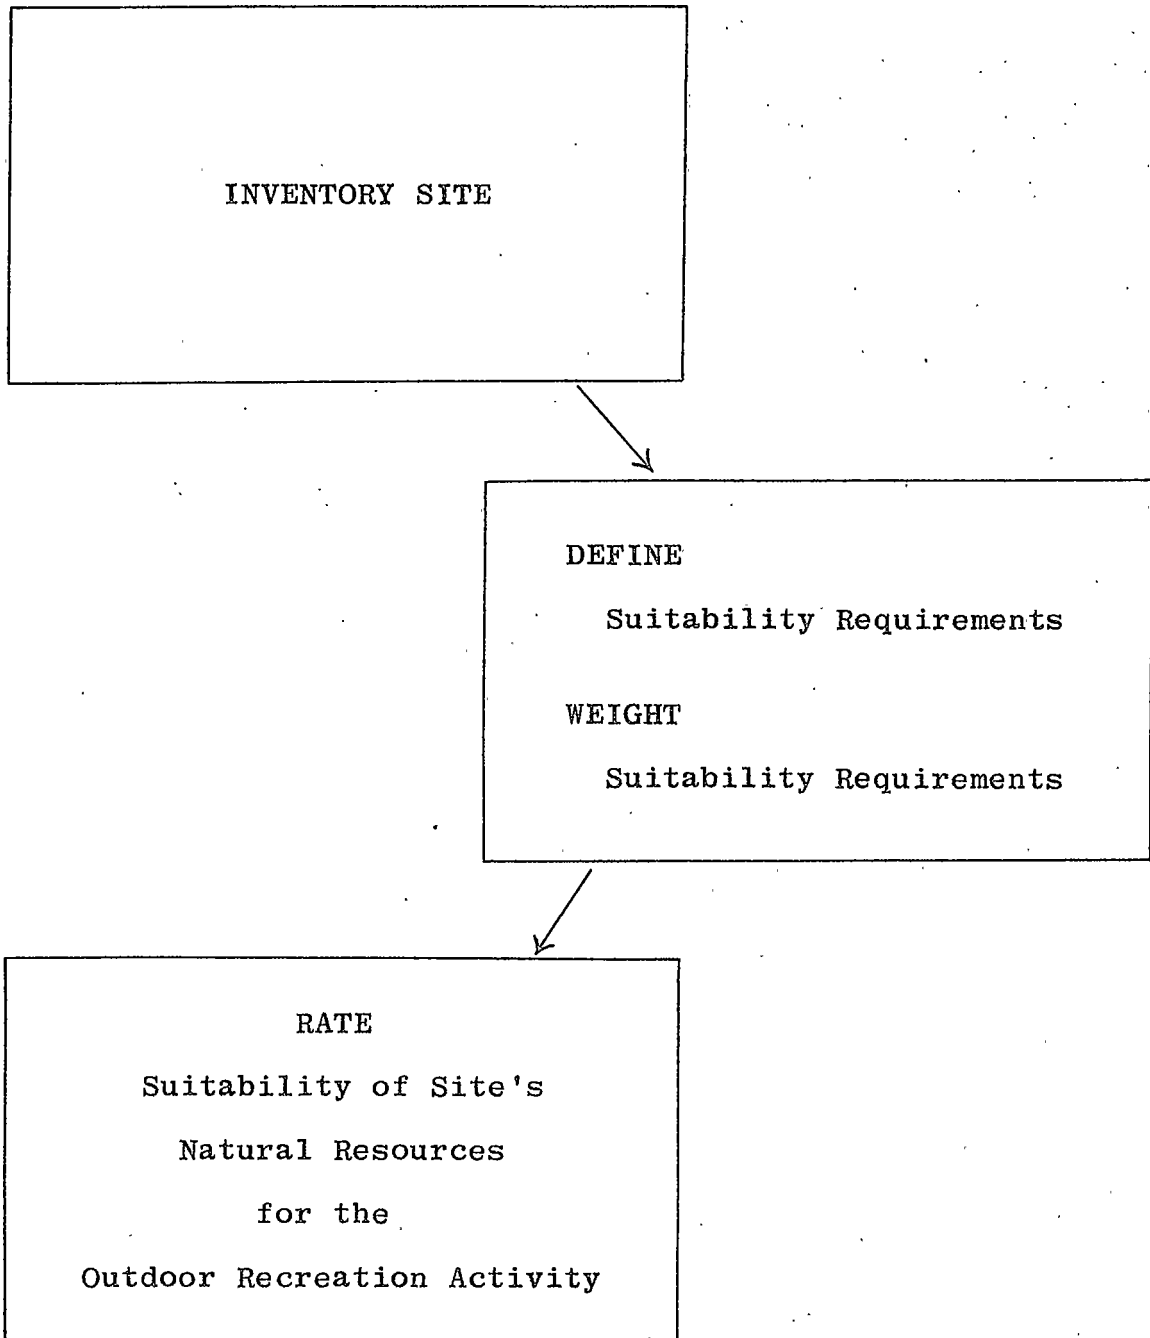 INVENTORY SITE
DEFINE
Suitability Requirements
WEIGHT
Suitability Requirements
RATE
Suitability of Site's
Natural Resources
for the
Outdoor Recreation Activity